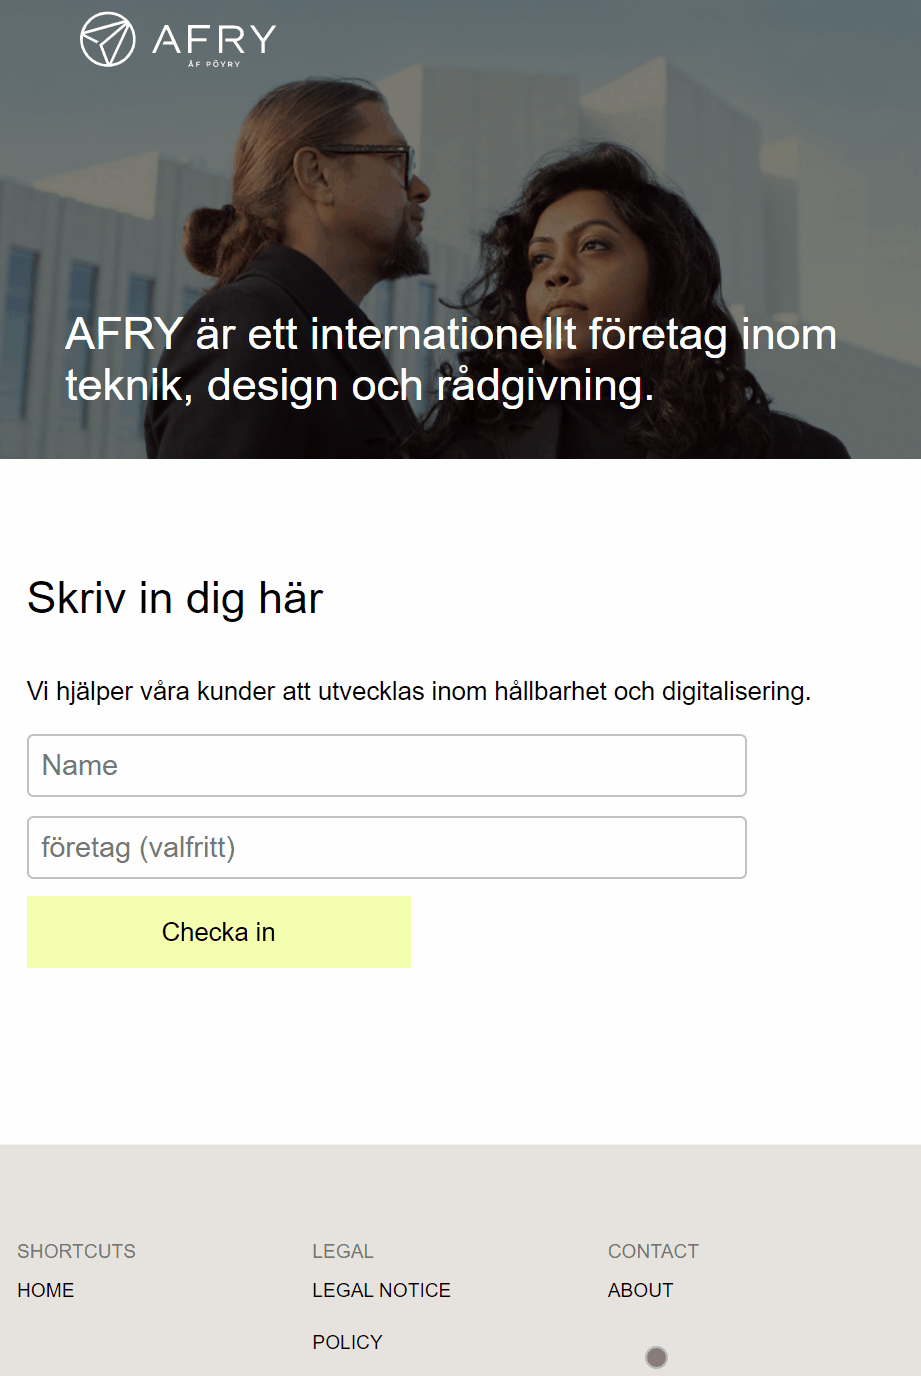 AFRY
ÅF PÖYRY
AFRY är ett internationellt företag inom
teknik, design och rådgivning.
Skriv in dig här
Vi hjälper våra kunder att utvecklas inom hållbarhet och digitalisering.
Name
företag (valfritt)
Checka in
SHORTCUTS
HOME
LEGAL
LEGAL NOTICE
POLICY
CONTACT
ABOUT